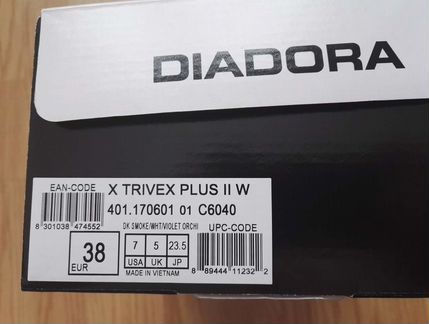 DIADORA
EAN-CODE
X TRIVEX PLUS II W
401.170601 01 C6040
8 301038 474552
DK SMOKE/WHT/VIOLET ORCHI
UPC-CODE
38
EUR
7 5 23.5
USA UK JP
MADE IN VIETNAM
8 89444 11232 2